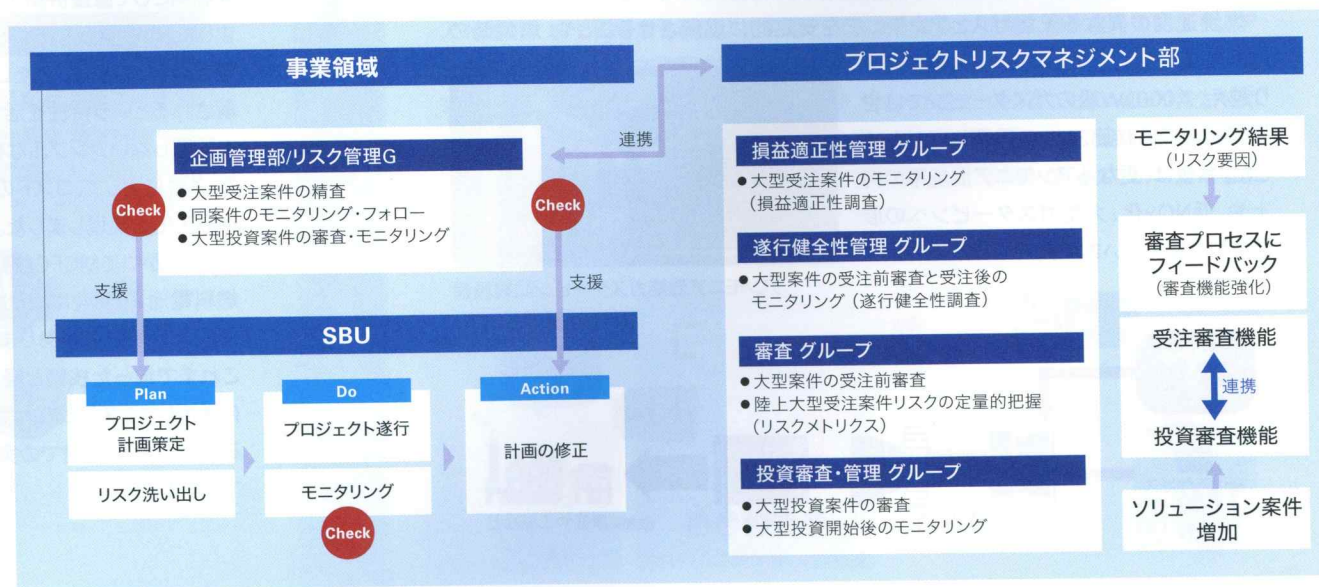 事業領域
企画管理部/リスク管理G
●大型受注案件の精査
●同案件のモニタリング・フォロー
●大型投資案件の審査・モニタリング
Check
Check
支援
支援
連携
SBU
Plan
プロジェクト
計画策定
リスク洗い出し
Do
プロジェクト遂行
モニタリング
Check
Action
計画の修正
プロジェクトリスクマネジメント部
損益適正性管理 グループ
●大型受注案件のモニタリング
(損益適正性調査)
遂行健全性管理 グループ
●大型案件の受注前審査と受注後の
モニタリング (遂行健全性調査)
審査 グループ
●大型案件の受注前審査
●陸上大型受注案件リスクの定量的把握
(リスクメトリクス)
投資審査・管理 グループ
●大型投資案件の審査
●大型投資開始後のモニタリング
モニタリング結果
(リスク要因)
審査プロセスに
フィードバック
(審査機能強化)
受注審査機能
連携
投資審査機能
ソリューション案件
増加